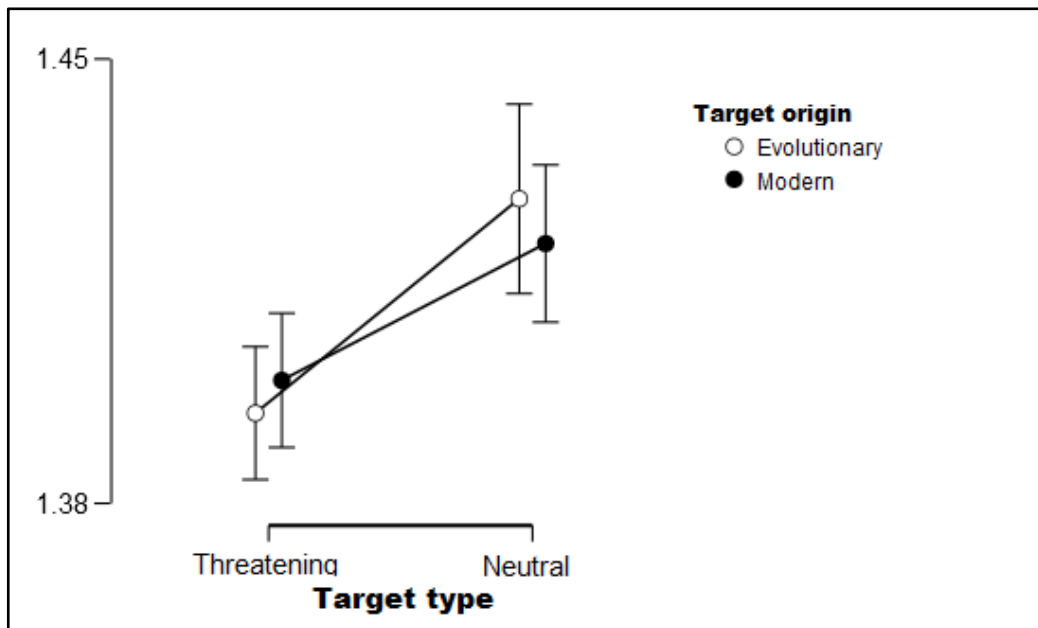 1.45
Target origin
Evolutionary
Modern
1.38
Threatening
Neutral
Target type